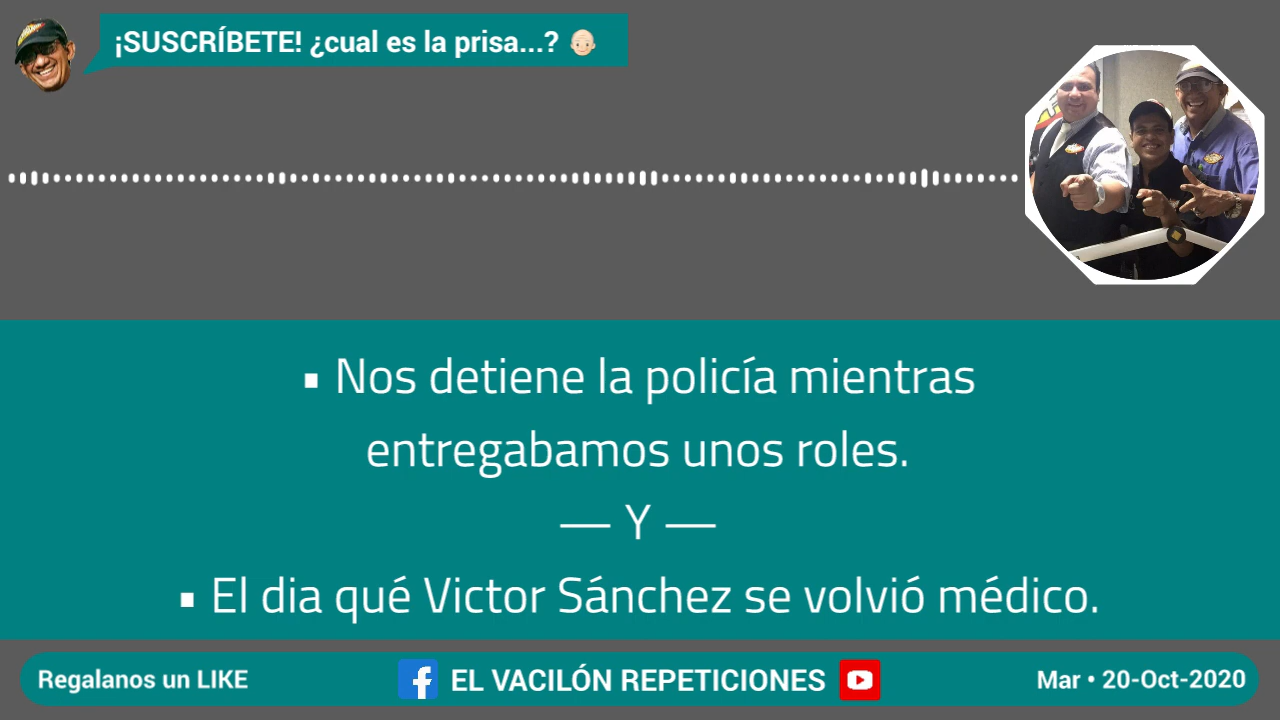 ¡SUSCRÍBETE! ¿cual es la prisa...? 👴🏻
▪ Nos detiene la policía mientras
entregabamos unos roles.
— Y —
▪ El dia qué Victor Sánchez se volvió médico.
Regalanos un LIKE
EL VACILÓN REPETICIONES
Mar • 20-Oct-2020